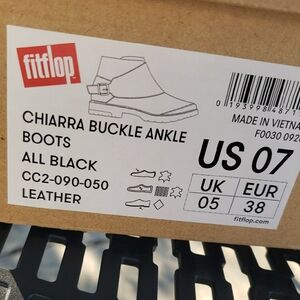 fitflop
CHIARRA BUCKLE ANKLE
BOOTS
ALL BLACK
CC2-090-050
LEATHER
MADE IN VIETNA
US 07
UK
05
EUR
38
fitflop.com